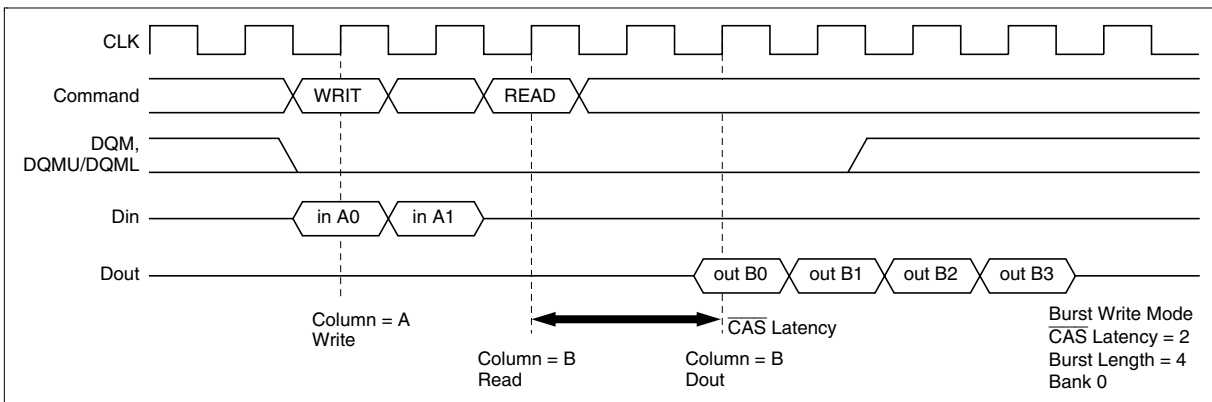 CLK
Command
WRIT
READ
DQM,
DQMU/DQML
Din
in A0
in A1
Dout
out B0
out B1
out B2
out B3
Column = A
Write
CAS Latency
Column = B
Read
Column = B
Dout
Burst Write Mode
CAS Latency = 2
Burst Length = 4
Bank 0